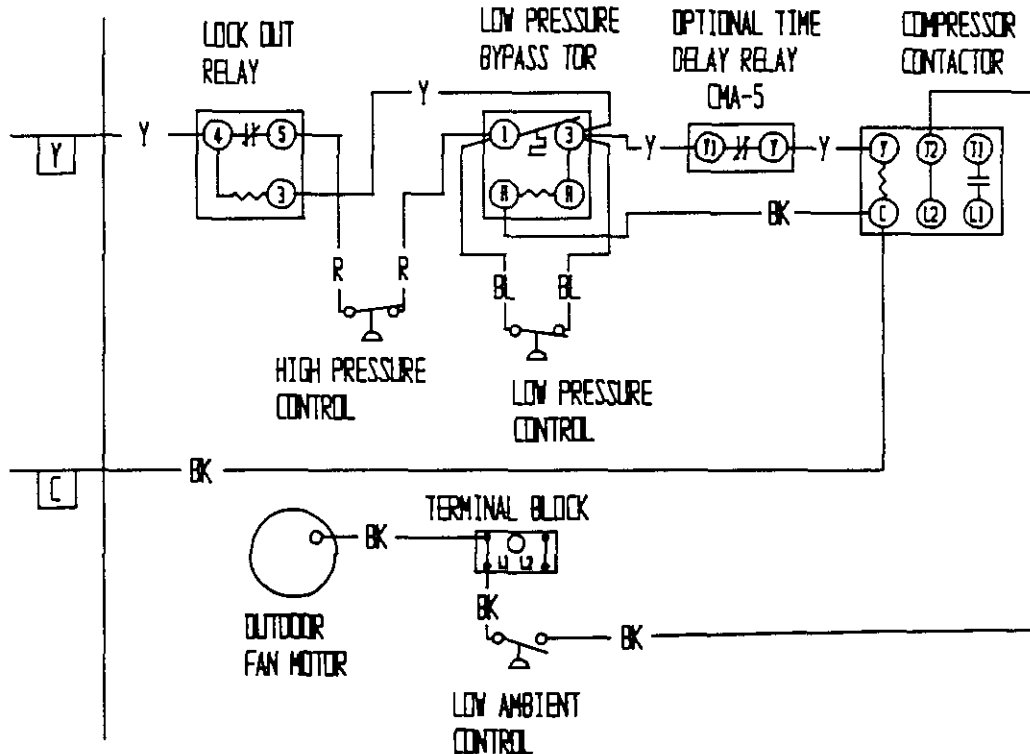 LOCK OUT
RELAY
LOW PRESSURE
BYPASS TDR
OPTIONAL TIME
DELAY RELAY
CMA-5
COMPRESSOR
CONTACTOR
Y
Y
4
5
3
Y
1
3
R
R
Y
Y1
Y
Y
Y
T2
T1
C
L2
L1
BK
R
R
BL
BL
HIGH PRESSURE
CONTROL
LOW PRESSURE
CONTROL
C
BK
TERMINAL BLOCK
BK
L1
L2
BK
OUTDOOR
FAN MOTOR
BK
LOW AMBIENT
CONTROL